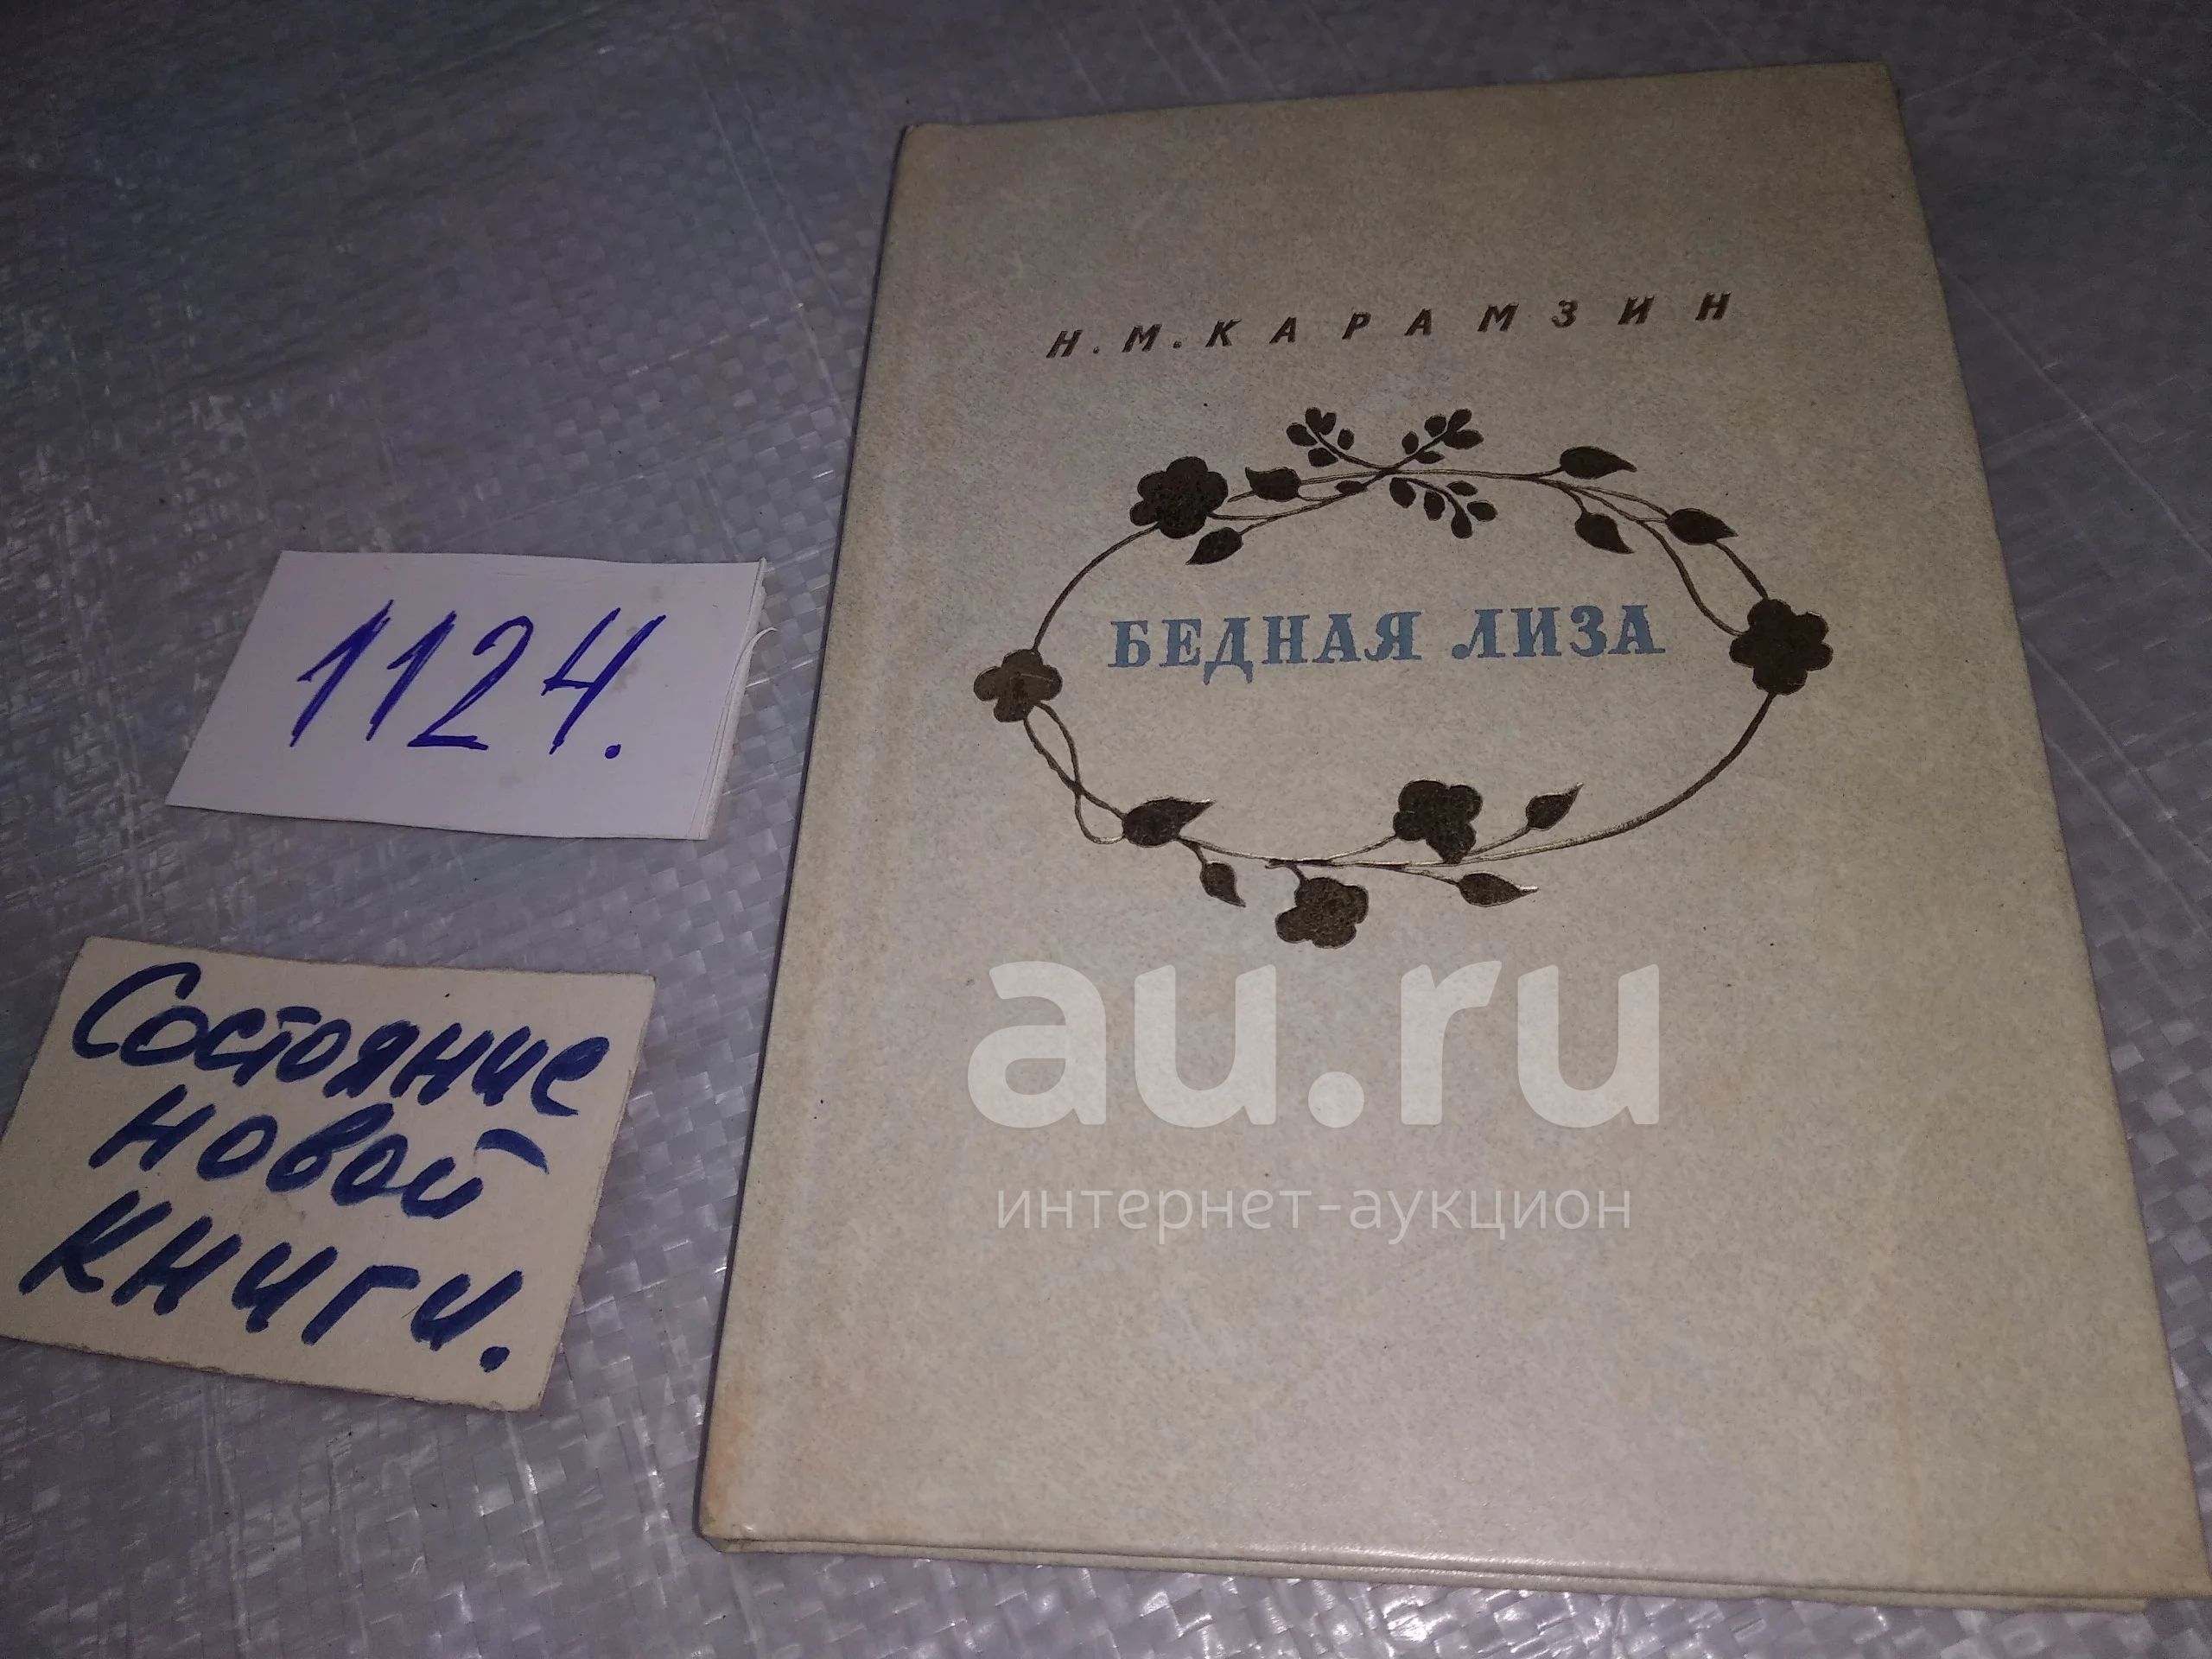 Н.М.КАРАМЗИН
БЕДНАЯ ЛИЗА
1124.
Состояние
новой
книги.
au.ru
интернет-аукцион